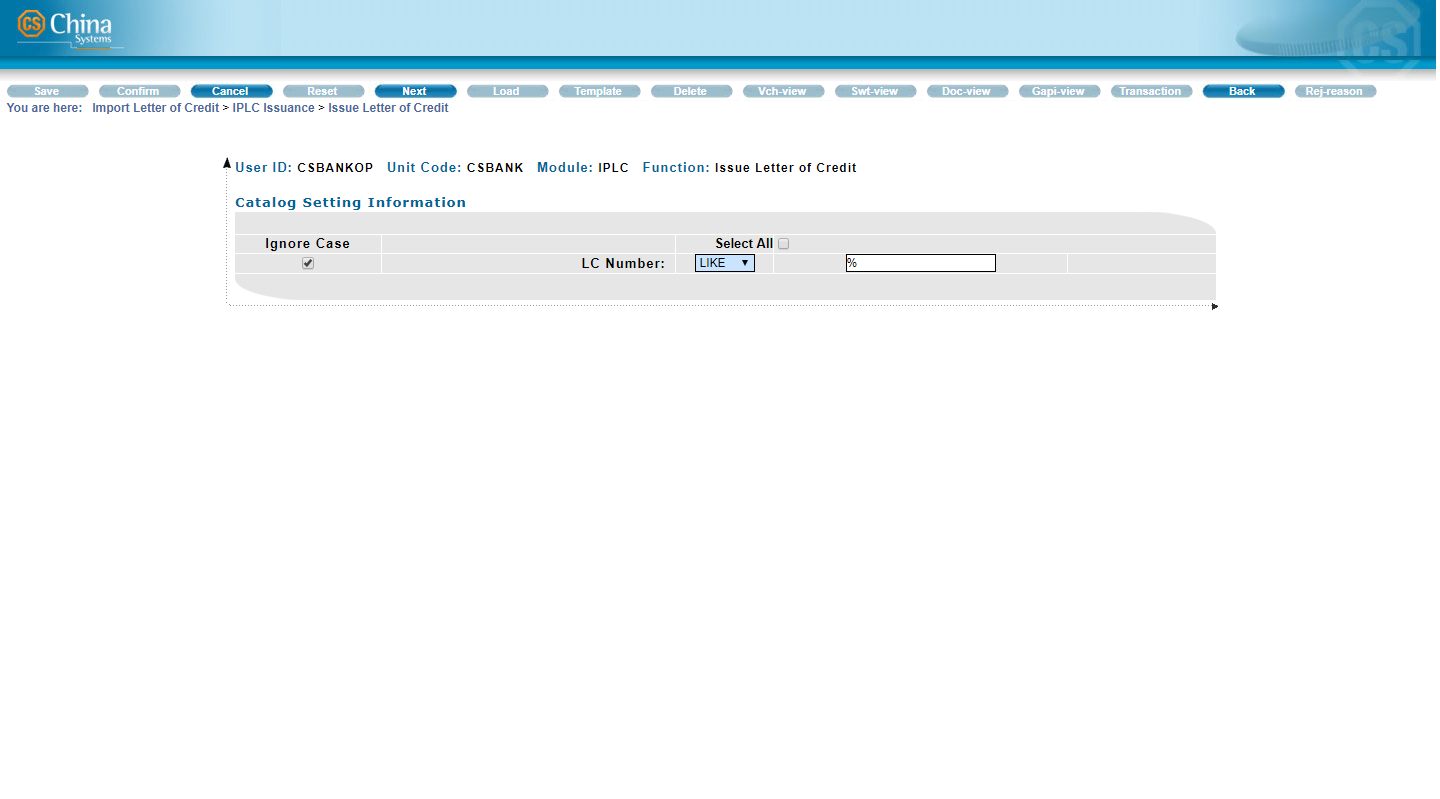 CS China
Systems
Save Confirm Cancel Reset Next Load Template Delete Vch-view Swt-view Doc-view Gapi-view Transaction Back Rej-reason
You are here: Import Letter of Credit > IPLC Issuance > Issue Letter of Credit
User ID: CSBANKOP Unit Code: CSBANK Module: IPLC Function: Issue Letter of Credit
Catalog Setting Information
Ignore Case Select All
LC Number: LIKE %